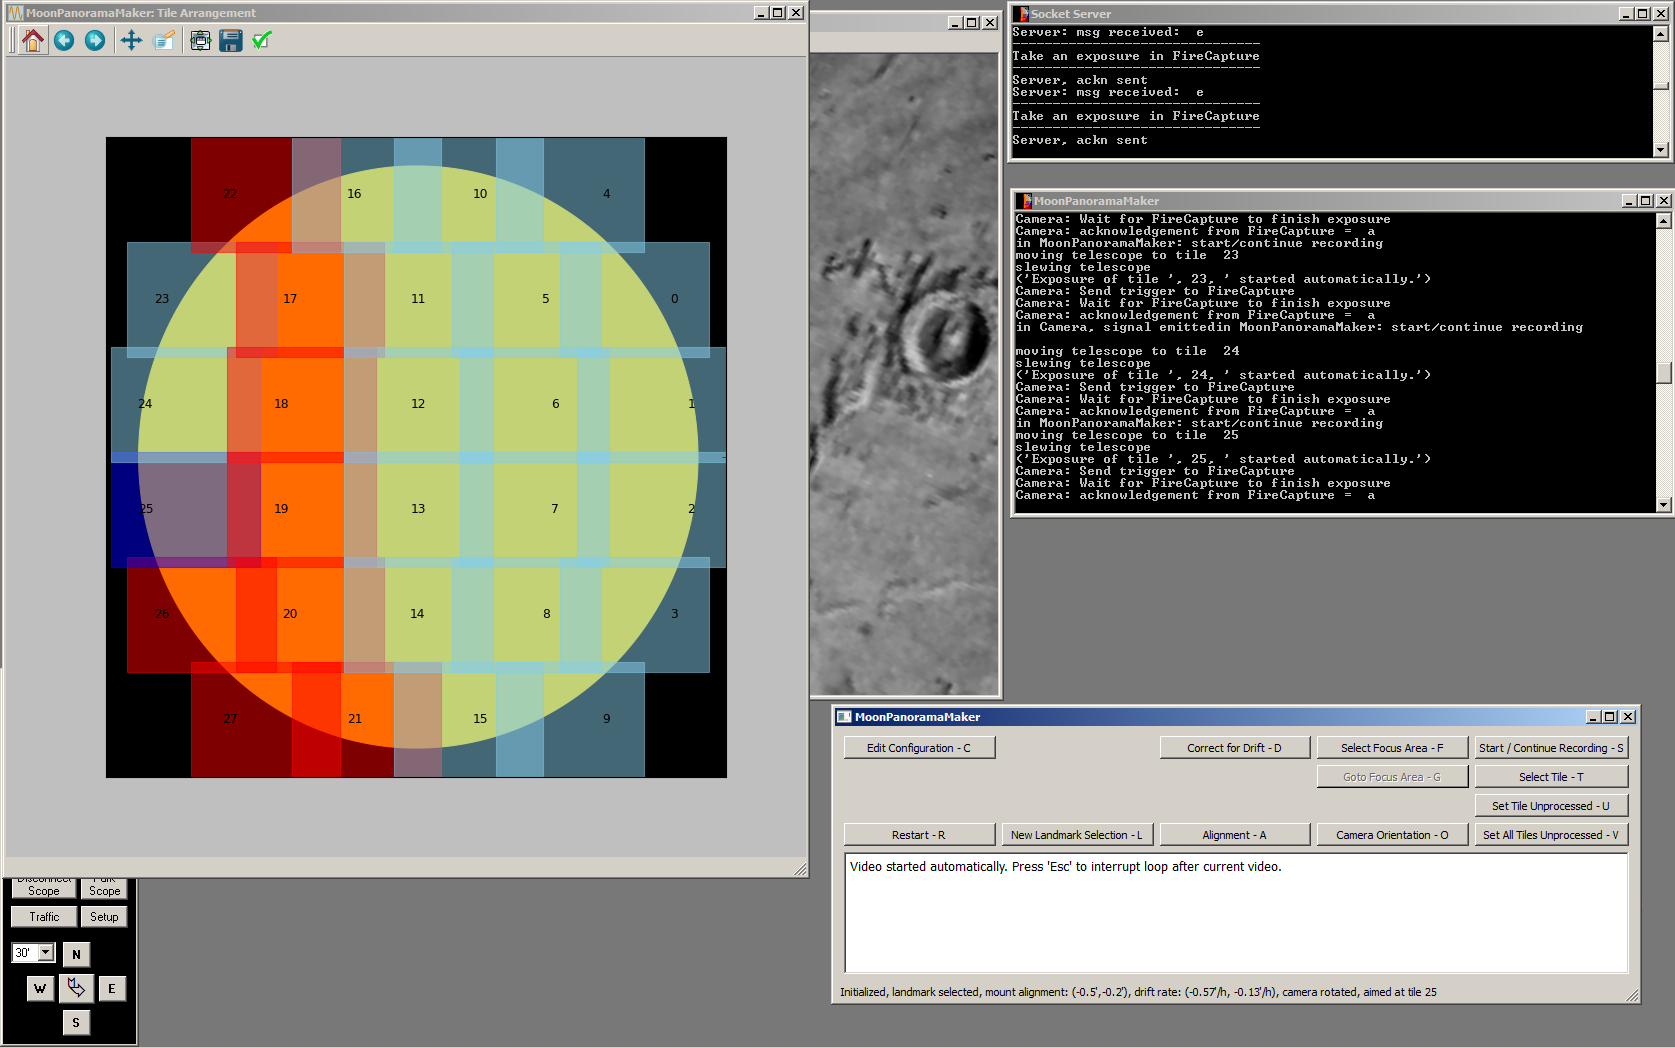 MoonPanoramaMaker: Tile Arrangement
22 16 10 4
23 17 11 5 0
24 18 12 6 1
25 19 13 7 2
26 20 14 8 3
27 21 15 9
Disconnect Park
Scope Scope
Traffic Setup
30'
N
W E
S
Socket Server
Server: msg received:  e
-------------------------------
Take an exposure in FireCapture
-------------------------------
Server, ackn sent
Server: msg received:  e
-------------------------------
Take an exposure in FireCapture
-------------------------------
Server, ackn sent
MoonPanoramaMaker
Camera: Wait for FireCapture to finish exposure
Camera: acknowledgement from FireCapture =  a
in MoonPanoramaMaker: start/continue recording
moving telescope to tile  23
slewing telescope
('Exposure of tile ', 23, ' started automatically.')
Camera: Send trigger to FireCapture
Camera: Wait for FireCapture to finish exposure
Camera: acknowledgement from FireCapture =  a
in Camera, signal emittedin MoonPanoramaMaker: start/continue recording
moving telescope to tile  24
slewing telescope
('Exposure of tile ', 24, ' started automatically.')
Camera: Send trigger to FireCapture
Camera: Wait for FireCapture to finish exposure
Camera: acknowledgement from FireCapture =  a
in MoonPanoramaMaker: start/continue recording
moving telescope to tile  25
slewing telescope
('Exposure of tile ', 25, ' started automatically.')
Camera: Send trigger to FireCapture
Camera: Wait for FireCapture to finish exposure
Camera: acknowledgement from FireCapture =  a
MoonPanoramaMaker
Edit Configuration - C Correct for Drift - D Select Focus Area - F Start / Continue Recording - S
Goto Focus Area - G Select Tile - T
Set Tile Unprocessed - U
Restart - R New Landmark Selection - L Alignment - A Camera Orientation - O Set All Tiles Unprocessed - V
Video started automatically. Press 'Esc' to interrupt loop after current video.
Initialized, landmark selected, mount alignment: (-0.5',-0.2'), drift rate: (-0.57'/h, -0.13'/h), camera rotated, aimed at tile 25